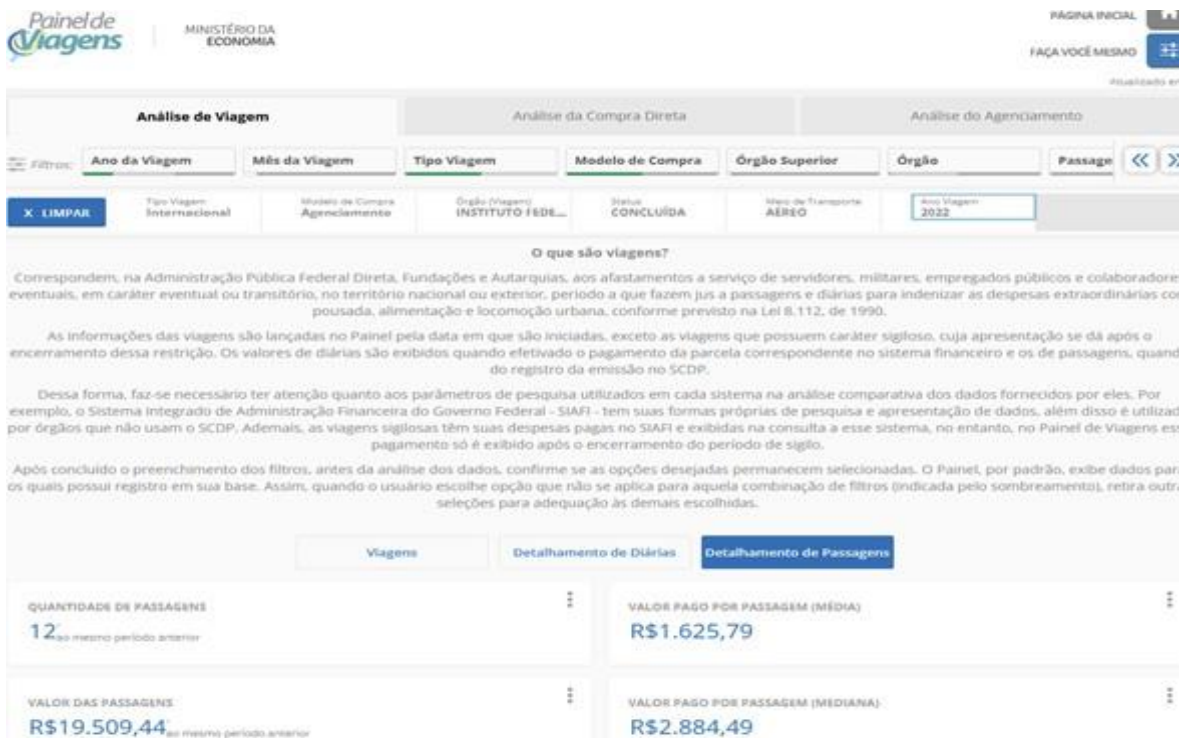 Painel de Viagens
MINISTÉRIO DA
ECONOMIA
PÁGINA INICIAL
FAÇA VOCÊ MESMO
Atualizado em
Análise de Viagem
Análise da Compra Direta
Análise do Agenciamento
Filtros: Ano da Viagem Mês da Viagem Tipo Viagem Modelo de Compra Órgão Superior Órgão Passage
X LIMPAR
Tipo Viagem
Internacional
Modelo de Compra
Agenciamento
Órgão (Viagem)
INSTITUTO FEDE...
Status
CONCLUÍDA
Meio de Transporte
AÉREO
Ano Viagem
2022
O que são viagens?
Correspondem, na Administração Pública Federal Direta, Fundações e Autarquias, aos afastamentos a serviço de servidores, militares, empregados públicos e colaboradore
eventuais, em caráter eventual ou transitório, no território nacional ou exterior, período a que fazem jus a passagens e diárias para indenizar as despesas extraordinárias co
pousada, alimentação e locomoção urbana, conforme previsto na Lei 8.112, de 1990.
As informações das viagens são lançadas no Painel pela data em que são iniciadas, exceto as viagens que possuem caráter sigiloso, cuja apresentação se dá após o
encerramento dessa restrição. Os valores de diárias são exibidos quando efetivado o pagamento da parcela correspondente no sistema financeiro e os de passagens, quand
do registro da emissão no SCDP.
Dessa forma, faz-se necessário ter atenção quanto aos parâmetros de pesquisa utilizados em cada sistema na análise comparativa dos dados fornecidos por eles. Por
exemplo, o Sistema Integrado de Administração Financeira do Governo Federal - SIAFI - tem suas formas próprias de pesquisa e apresentação de dados, além disso é utilizad
por órgãos que não usam o SCDP. Ademais, as viagens sigilosas têm suas despesas pagas no SIAFI e exibidas na consulta a esse sistema, no entanto, no Painel de Viagens ess
pagamento só é exibido após o encerramento do período de sigilo.
Após concluído o preenchimento dos filtros, antes da análise dos dados, confirme se as opções desejadas permanecem selecionadas. O Painel, por padrão, exibe dados par
os quais possui registro em sua base. Assim, quando o usuário escolhe opção que não se aplica para aquela combinação de filtros (indicada pelo sombreamento), retira outra
seleções para adequação às demais escolhidas.
Viagens
Detalhamento de Diárias
Detalhamento de Passagens
QUANTIDADE DE PASSAGENS
12 ao mesmo período anterior
VALOR PAGO POR PASSAGEM (MÉDIA)
R$1.625,79
VALOR DAS PASSAGENS
R$19.509,44 ao mesmo período anterior
VALOR PAGO POR PASSAGEM (MEDIANA)
R$2.884,49